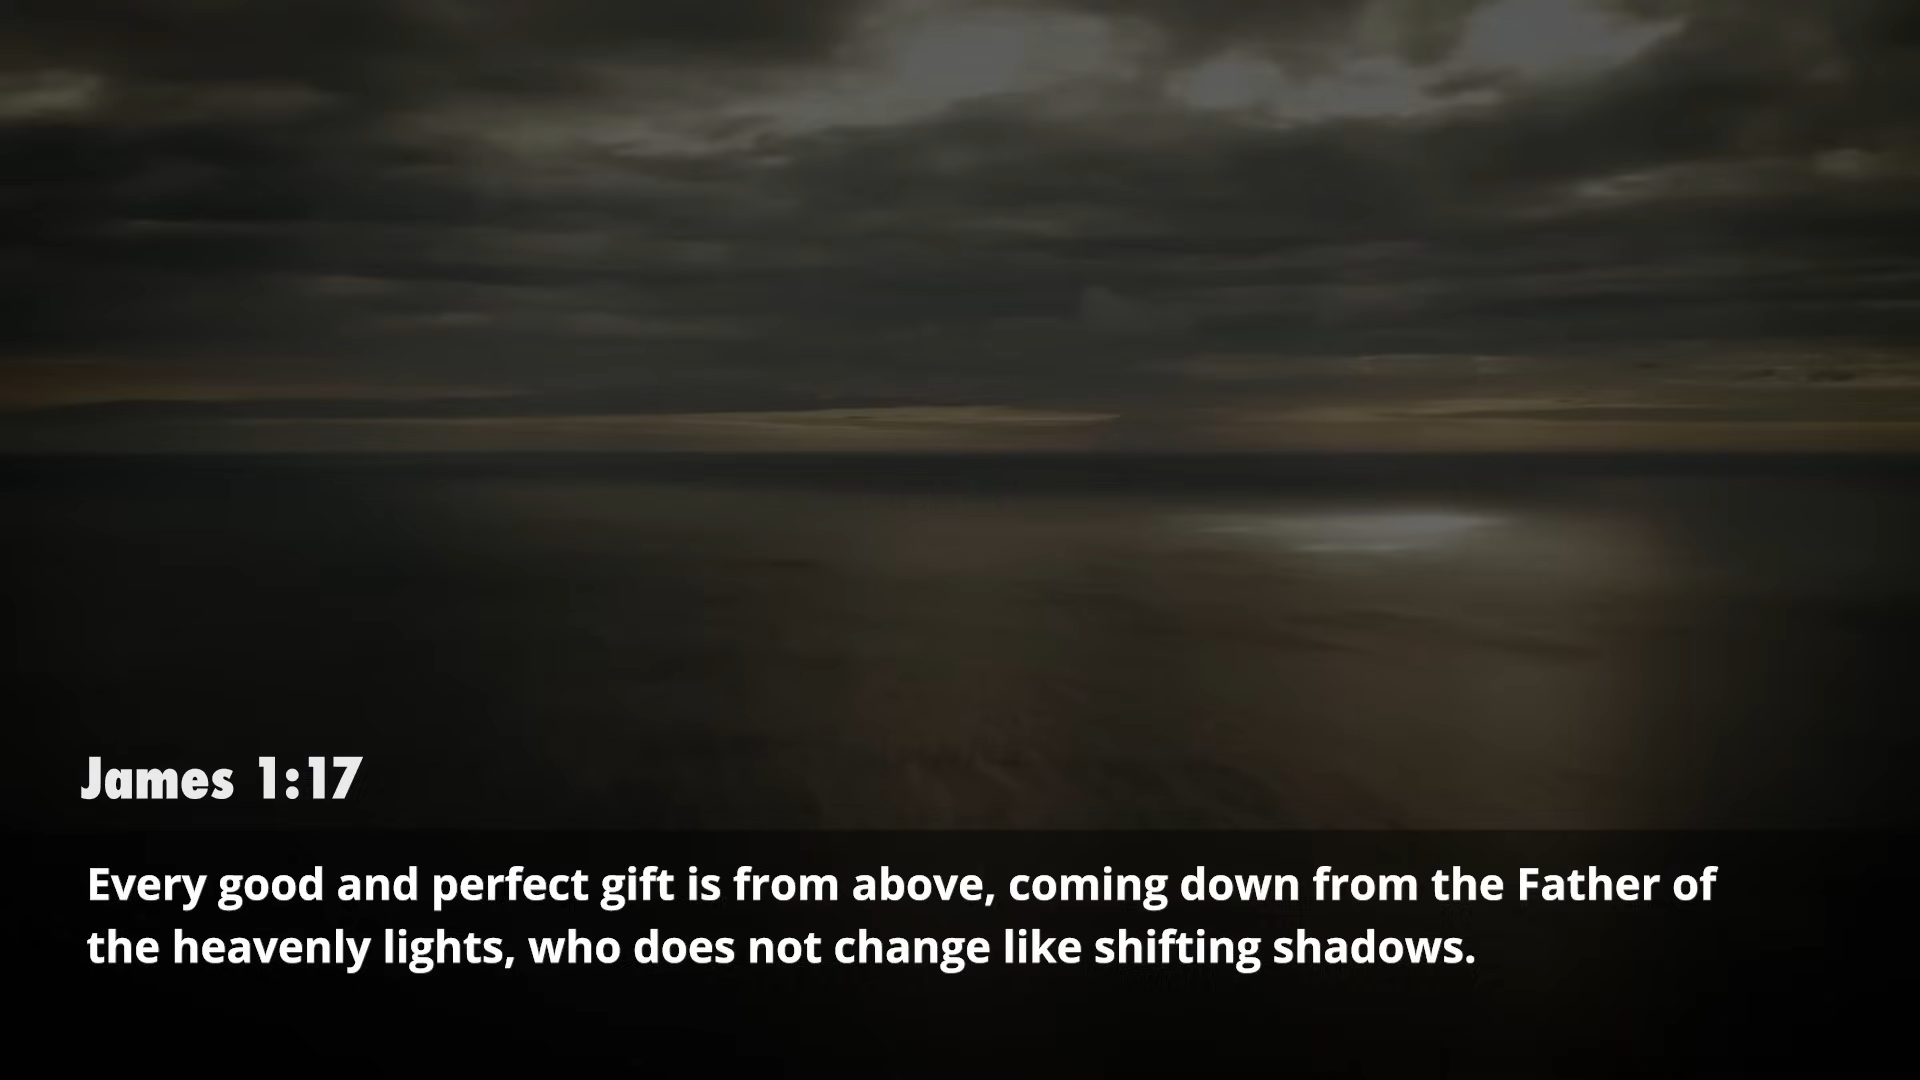 James 1:17
Every good and perfect gift is from above, coming down from the Father of
the heavenly lights, who does not change like shifting shadows.